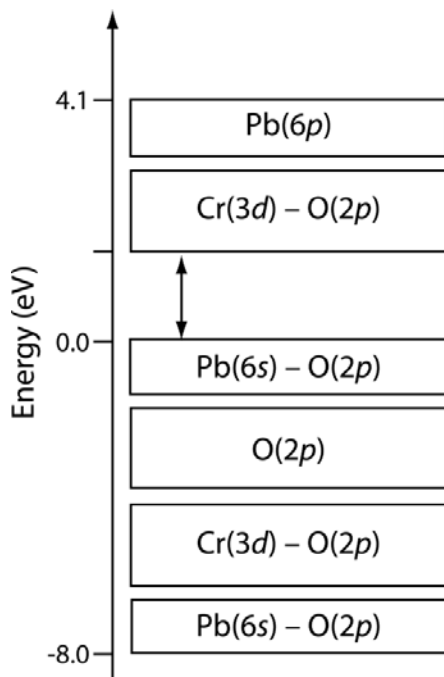 4.1
Pb(6p)
Cr(3d) – O(2p)
Energy (eV)
0.0
Pb(6s) – O(2p)
O(2p)
Cr(3d) – O(2p)
Pb(6s) – O(2p)
-8.0